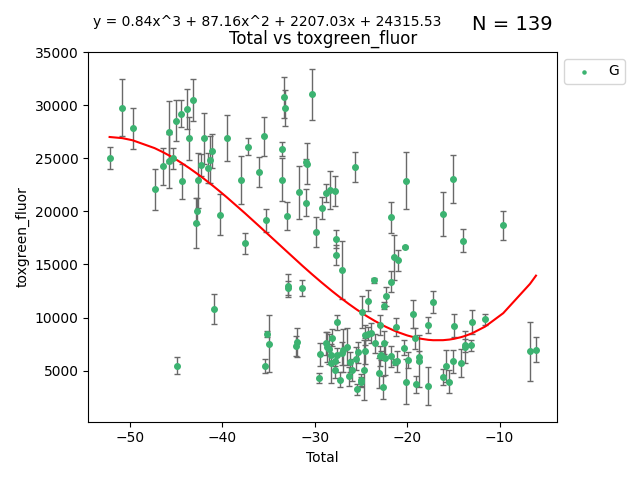 y = 0.84x^3 + 87.16x^2 + 2207.03x + 24315.53
N = 139
Total vs toxgreen_fluor
G
35000
30000
25000
20000
15000
10000
5000
toxgreen_fluor
−50 −40 −30 −20 −10
Total